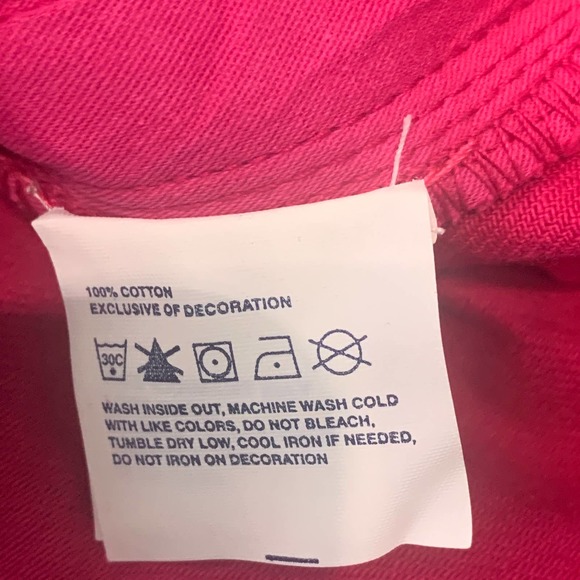 100% COTTON
EXCLUSIVE OF DECORATION
30C
WASH INSIDE OUT, MACHINE WASH COLD
WITH LIKE COLORS, DO NOT BLEACH,
TUMBLE DRY LOW, COOL IRON IF NEEDED,
DO NOT IRON ON DECORATION